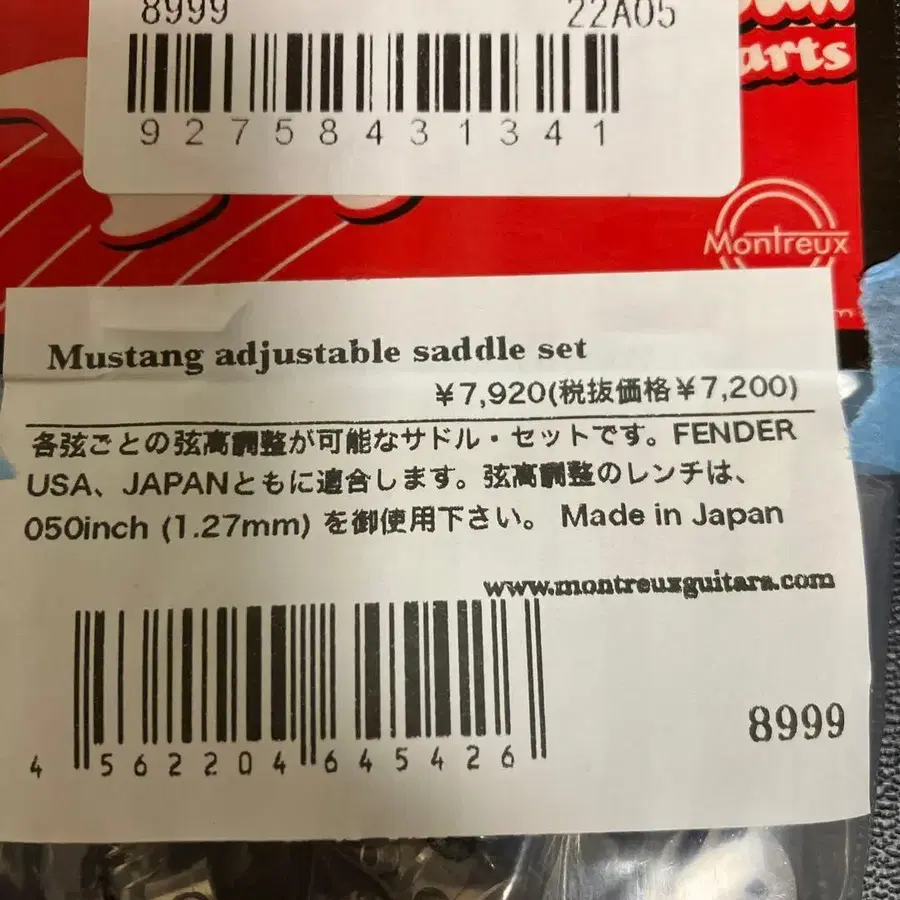 8999 22A05
92758431341
arts
Montreux
Mustang adjustable saddle set
¥7,920(税抜価格¥7,200)
各弦ごとの弦高調整が可能なサドル・セットです。FENDER
USA、JAPANともに適合します。弦高調整のレンチは、
050inch (1.27mm) を御使用下さい。 Made in Japan
www.montreuxguitars.com
8999
4 562204 645426